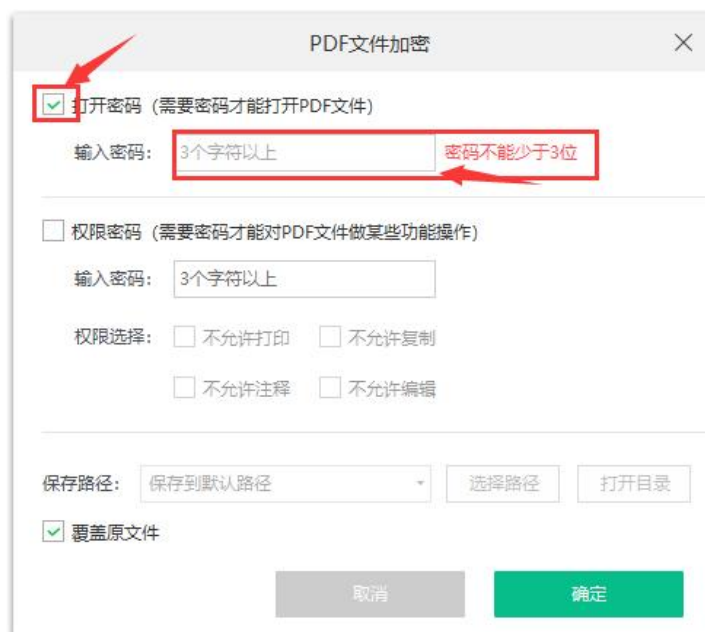 PDF文件加密
打开密码 (需要密码才能打开PDF文件)
输入密码： 3个字符以上 密码不能少于3位
权限密码 (需要密码才能对PDF文件做某些功能操作)
输入密码： 3个字符以上
权限选择： 不允许打印 不允许复制
不允许注释 不允许编辑
保存路径： 保存到默认路径 选择路径 打开目录
覆盖原文件
取消 确定